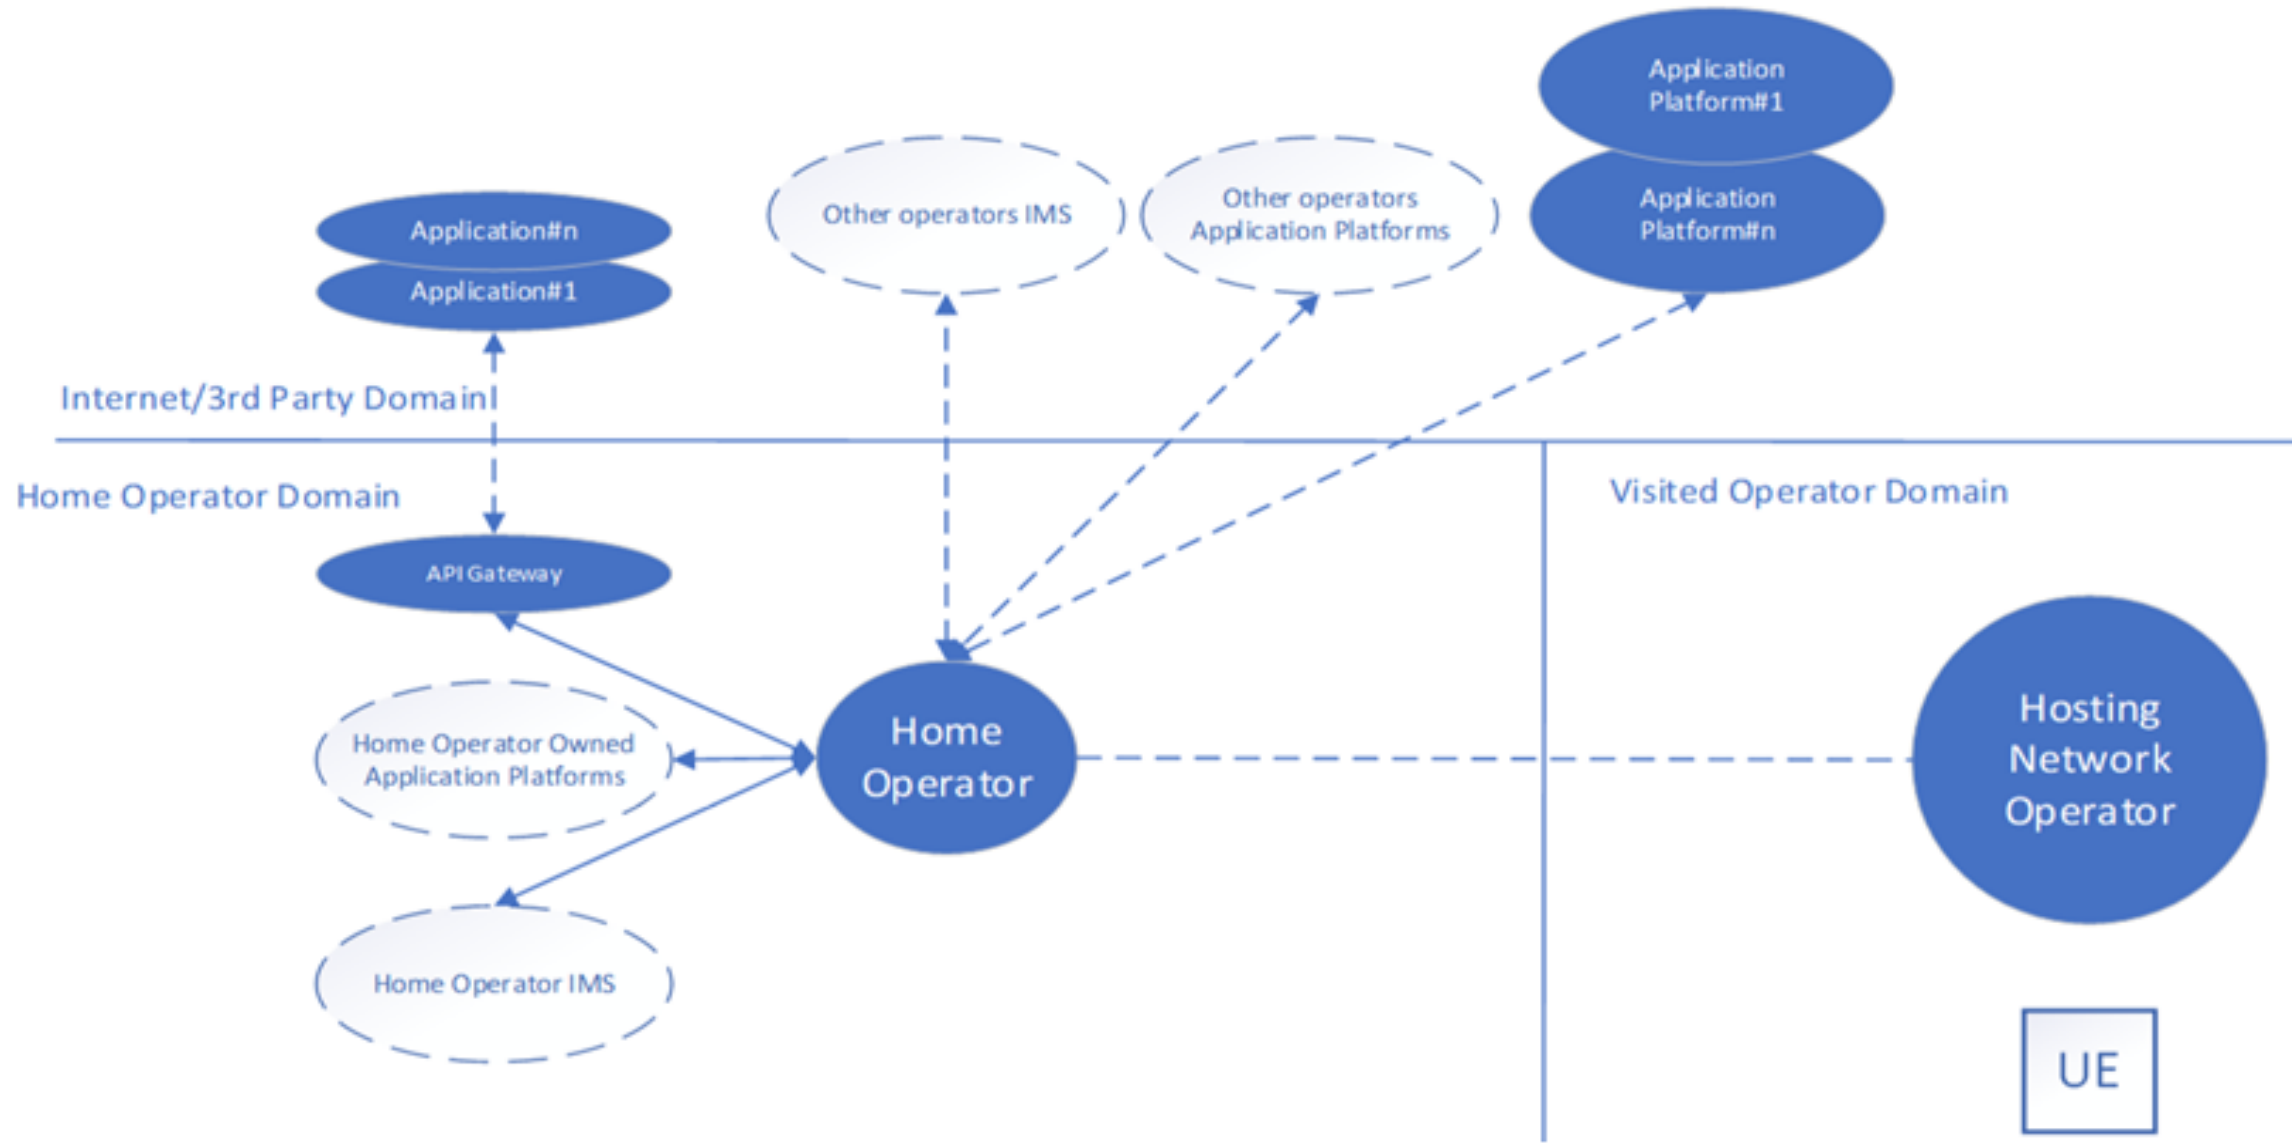 Application
Platform#1
Application
Platform#n
Other operators IMS
Other operators
Application Platforms
Application#n
Application#1
Internet/3rd Party Domain
Home Operator Domain
Visited Operator Domain
API Gateway
Home Operator Owned
Application Platforms
Home
Operator
Hosting
Network
Operator
Home Operator IMS
UE